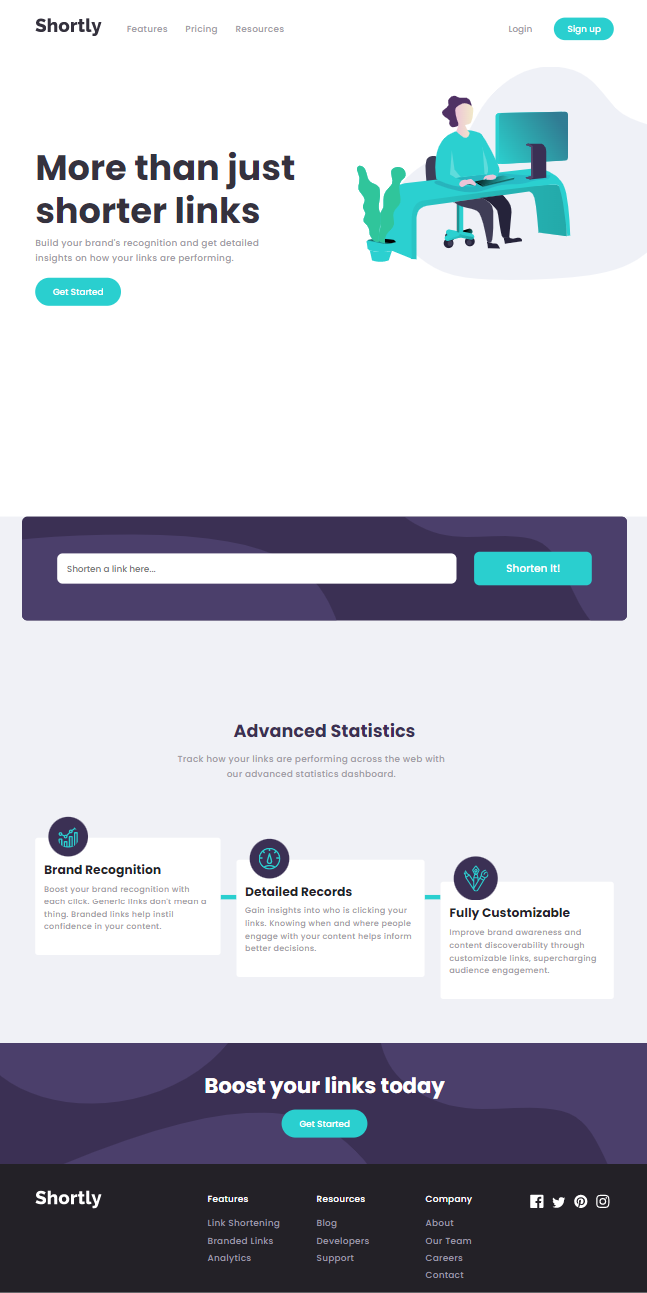 Shortly
Features
Pricing
Resources
Login
Sign up
More than just
shorter links
Build your brand's recognition and get detailed
insights on how your links are performing.
Get Started
Shorten a link here...
Shorten It!
Advanced Statistics
Track how your links are performing across the web with
our advanced statistics dashboard.
Brand Recognition
Boost your brand recognition with
each click. Generic links don't mean a
thing. Branded links help instil
confidence in your content.
Detailed Records
Gain insights into who is clicking your
links. Knowing when and where people
engage with your content helps inform
better decisions.
Fully Customizable
Improve brand awareness and
content discoverability through
customizable links, supercharging
audience engagement.
Boost your links today
Get Started
Shortly
Features
Link Shortening
Branded Links
Analytics
Resources
Blog
Developers
Support
Company
About
Our Team
Careers
Contact